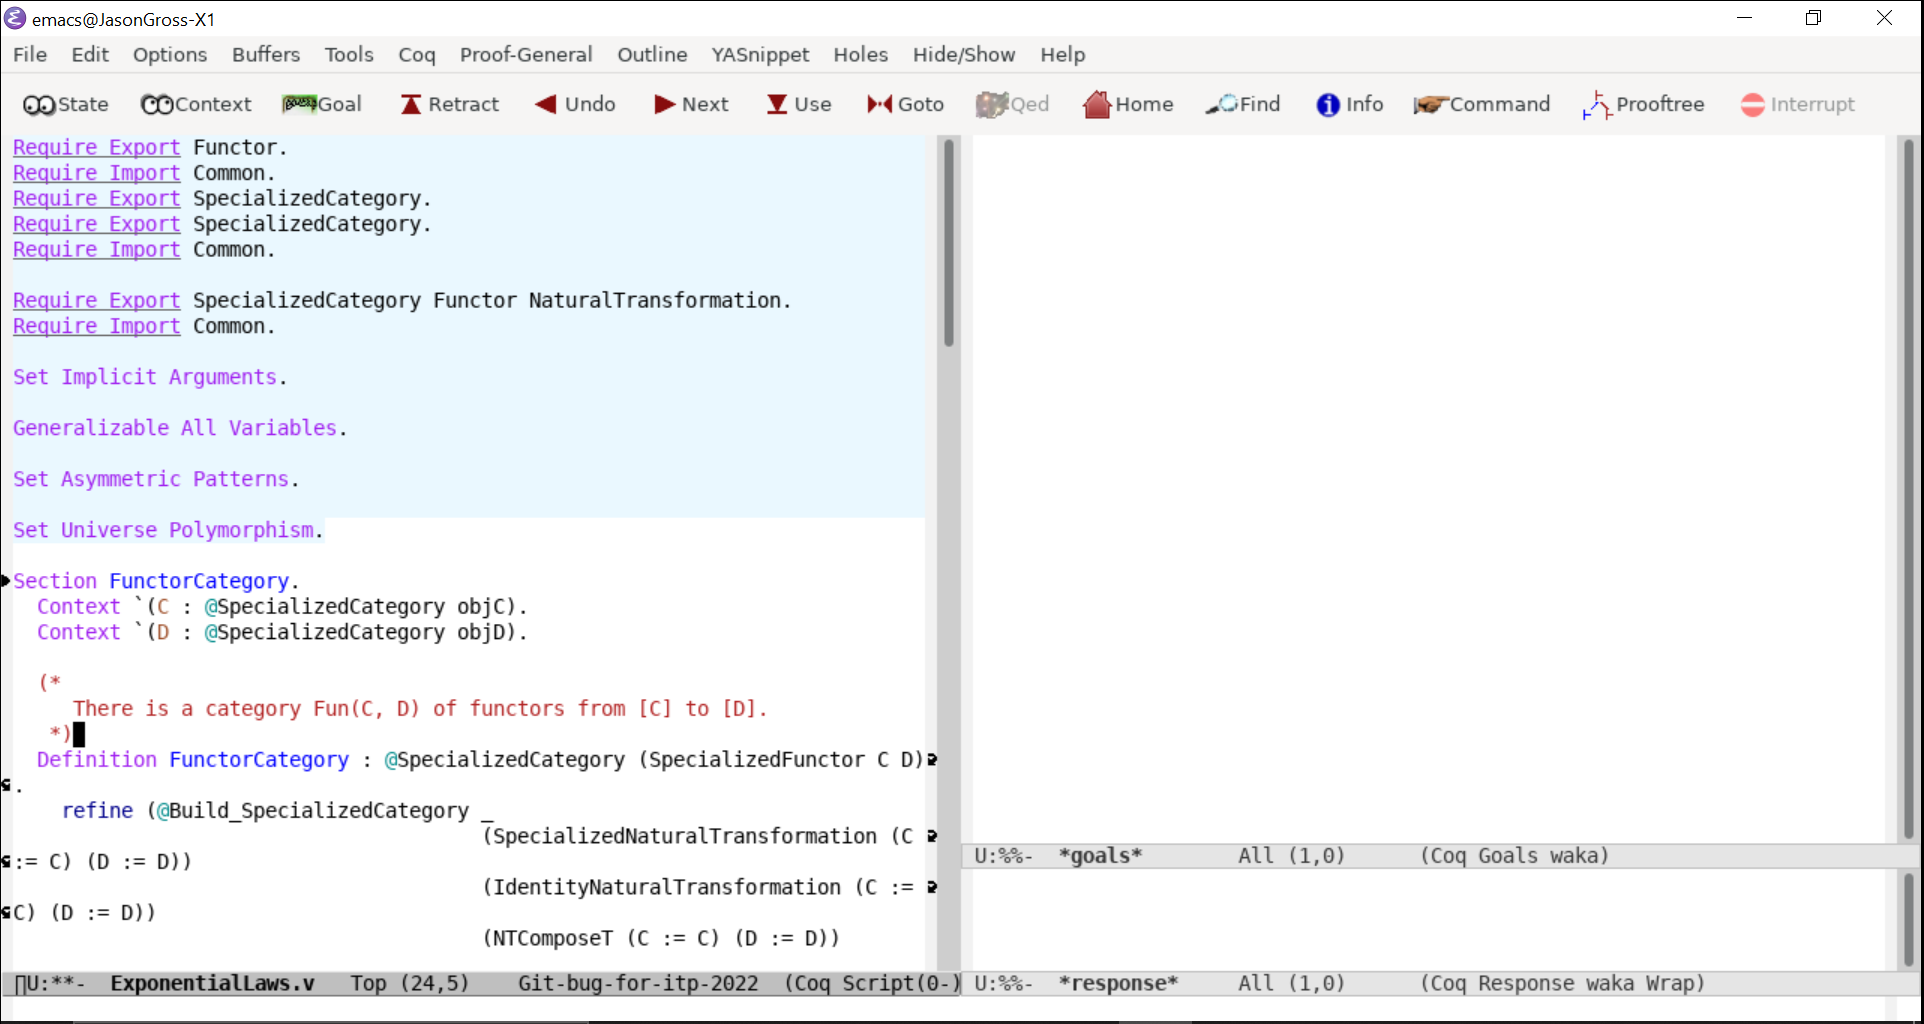 emacs@JasonGross-X1
File Edit Options Buffers Tools Coq Proof-General Outline YASnippet Holes Hide/Show Help
State Context Goal Retract Undo Next Use Goto Qed Home Find Info Command Prooftree Interrupt
Require Export Functor.
Require Import Common.
Require Export SpecializedCategory.
Require Export SpecializedCategory.
Require Import Common.
Require Export SpecializedCategory Functor NaturalTransformation.
Require Import Common.
Set Implicit Arguments.
Generalizable All Variables.
Set Asymmetric Patterns.
Set Universe Polymorphism.
Section FunctorCategory.
Context `(C : @SpecializedCategory objC).
Context `(D : @SpecializedCategory objD).
(*
There is a category Fun(C, D) of functors from [C] to [D].
*)
Definition FunctorCategory : @SpecializedCategory (SpecializedFunctor C D)
.
refine (@Build_SpecializedCategory _
(SpecializedNaturalTransformation (C
:= C) (D := D))
(IdentityNaturalTransformation (C :=
C) (D := D))
(NTComposeT (C := C) (D := D))
U:**- ExponentialLaws.v Top (24,5) Git-bug-for-itp-2022 (Coq Script(0-)
U:%%- *goals* All (1,0) (Coq Goals waka)
U:%%- *response* All (1,0) (Coq Response waka Wrap)